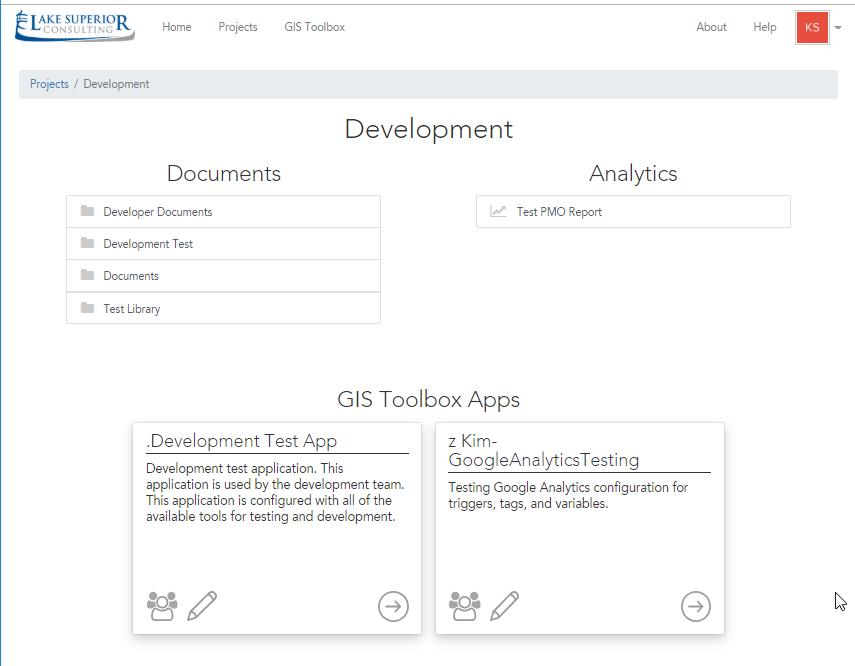 LAKE SUPERIOR
CONSULTING
Home Projects GIS Toolbox About Help KS
Projects / Development
Development
Documents
Developer Documents
Development Test
Documents
Test Library
Analytics
Test PMO Report
GIS Toolbox Apps
.Development Test App
Development test application. This
application is used by the development team.
This application is configured with all of the
available tools for testing and development.
z Kim-
GoogleAnalyticsTesting
Testing Google Analytics configuration for
triggers, tags, and variables.